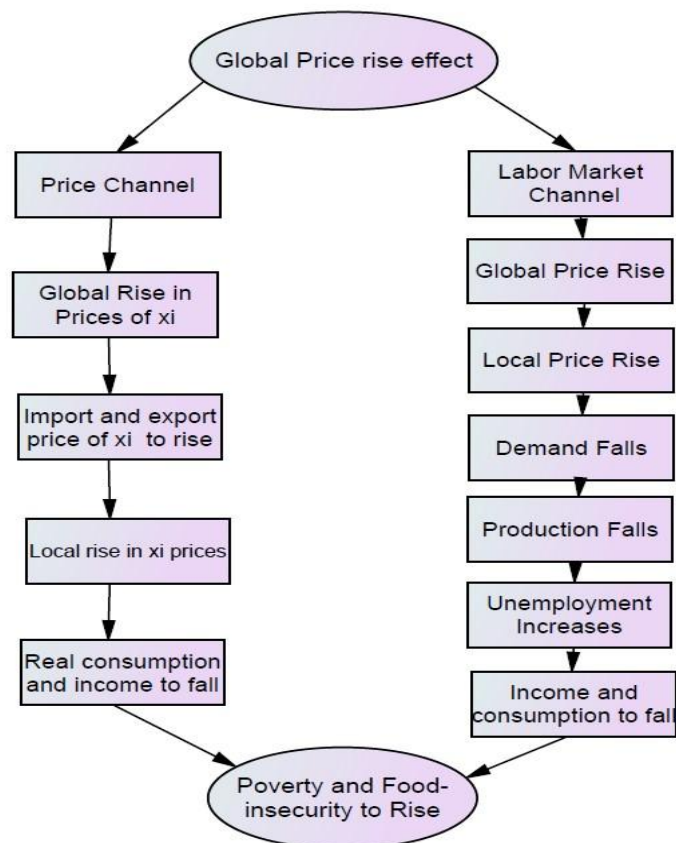 Global Price rise effect
Price Channel
Global Rise in
Prices of xi
Import and export
price of xi to rise
Local rise in xi prices
Real consumption
and income to fall
Labor Market
Channel
Global Price Rise
Local Price Rise
Demand Falls
Production Falls
Unemployment
Increases
Income and
consumption to fall
Poverty and Food-
insecurity to Rise